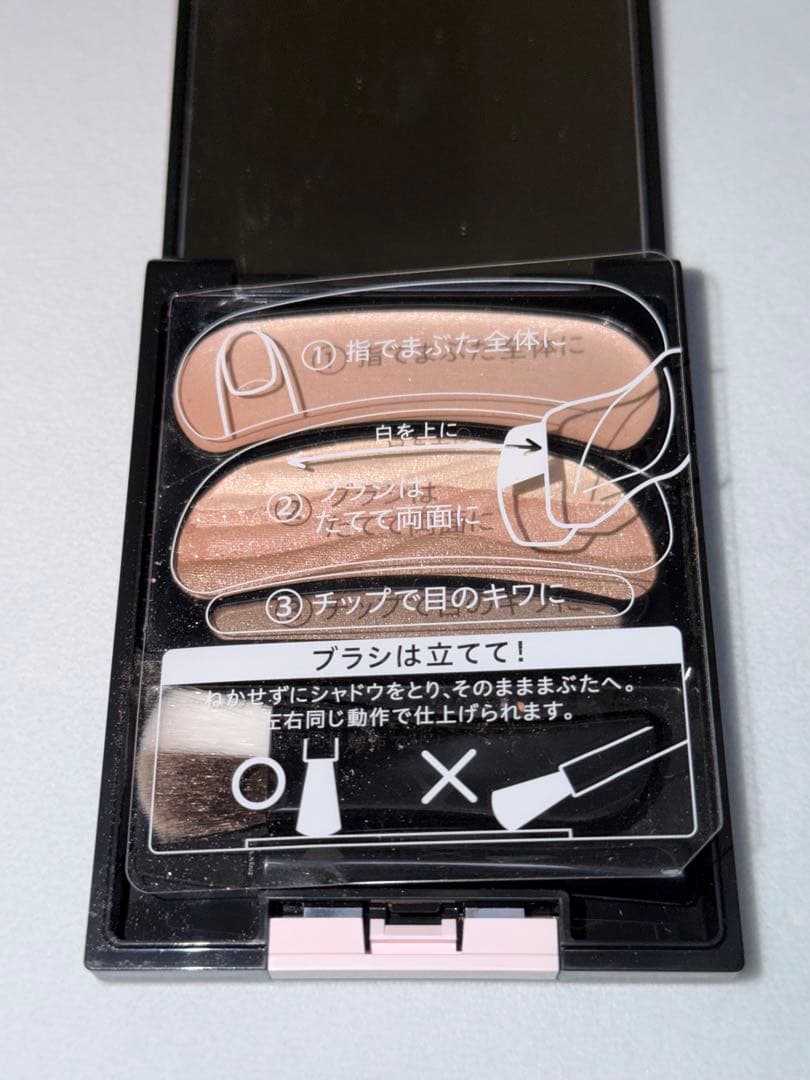 ① 指でまぶた全体に
白を上に
② ブラシは
たてて両面に
③ チップで目のキワに
ブラシは立てて!
ねかせずにシャドウをとり、そのまままぶたへ。
左右同じ動作で仕上げられます。